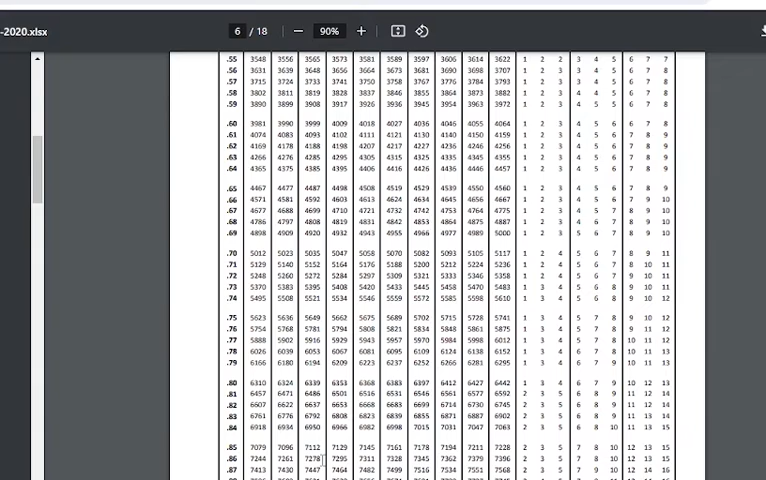 -2020.xlsx
6 / 18 — 90% +
.55 3548 3556 3565 3573 3581 3589 3597 3606 3614 3622 1 2 2 3 4 5 6 7 7
.56 3631 3639 3648 3656 3664 3673 3681 3690 3698 3707 1 2 3 3 4 5 6 7 8
.57 3715 3724 3733 3741 3750 3758 3767 3776 3784 3793 1 2 3 3 4 5 6 7 8
.58 3802 3811 3819 3828 3837 3846 3855 3864 3873 3882 1 2 3 4 4 5 6 7 8
.59 3890 3899 3908 3917 3926 3936 3945 3954 3963 3972 1 2 3 4 5 5 6 7 8
.60 3981 3990 3999 4009 4018 4027 4036 4046 4055 4064 1 2 3 4 5 6 6 7 8
.61 4074 4083 4093 4102 4111 4121 4130 4140 4150 4159 1 2 3 4 5 6 7 8 9
.62 4169 4178 4188 4198 4207 4217 4227 4236 4246 4256 1 2 3 4 5 6 7 8 9
.63 4266 4276 4285 4295 4305 4315 4325 4335 4345 4355 1 2 3 4 5 6 7 8 9
.64 4365 4375 4385 4395 4406 4416 4426 4436 4446 4457 1 2 3 4 5 6 7 8 9
.65 4467 4477 4487 4498 4508 4519 4529 4539 4550 4560 1 2 3 4 5 6 7 8 9
.66 4571 4581 4592 4603 4613 4624 4634 4645 4656 4667 1 2 3 4 5 6 7 9 10
.67 4677 4688 4699 4710 4721 4732 4742 4753 4764 4775 1 2 3 4 5 7 8 9 10
.68 4786 4797 4808 4819 4831 4842 4853 4864 4875 4887 1 2 3 4 6 7 8 9 10
.69 4898 4909 4920 4932 4943 4955 4966 4977 4989 5000 1 2 3 5 6 7 8 9 10
.70 5012 5023 5035 5047 5058 5070 5082 5093 5105 5117 1 2 4 5 6 7 8 9 11
.71 5129 5140 5152 5164 5176 5188 5200 5212 5224 5236 1 2 4 5 6 7 8 10 11
.72 5248 5260 5272 5284 5297 5309 5321 5333 5346 5358 1 2 4 5 6 7 9 10 11
.73 5370 5383 5395 5408 5420 5433 5445 5458 5470 5483 1 3 4 5 6 8 9 10 11
.74 5495 5508 5521 5534 5546 5559 5572 5585 5598 5610 1 3 4 5 6 8 9 10 12
.75 5623 5636 5649 5662 5675 5689 5702 5715 5728 5741 1 3 4 5 7 8 9 10 12
.76 5754 5768 5781 5794 5808 5821 5834 5848 5861 5875 1 3 4 5 7 8 9 11 12
.77 5888 5902 5916 5929 5943 5957 5970 5984 5998 6012 1 3 4 5 7 8 10 11 12
.78 6026 6039 6053 6067 6081 6095 6109 6124 6138 6152 1 3 4 6 7 8 10 11 13
.79 6166 6180 6194 6209 6223 6237 6252 6266 6281 6295 1 3 4 6 7 9 10 11 13
.80 6310 6324 6339 6353 6368 6383 6397 6412 6427 6442 1 3 4 6 7 9 10 12 13
.81 6457 6471 6486 6501 6516 6531 6546 6561 6577 6592 2 3 5 6 8 9 11 12 14
.82 6607 6622 6637 6653 6668 6683 6699 6714 6730 6745 2 3 5 6 8 9 11 12 14
.83 6761 6776 6792 6808 6823 6839 6855 6871 6887 6902 2 3 5 6 8 9 11 13 14
.84 6918 6934 6950 6966 6982 6998 7015 7031 7047 7063 2 3 5 6 8 10 11 13 15
.85 7079 7096 7112 7129 7145 7161 7178 7194 7211 7228 2 3 5 7 8 10 12 13 15
.86 7244 7261 7278 7295 7311 7328 7345 7362 7379 7396 2 3 5 7 8 10 12 13 15
.87 7413 7430 7447 7464 7482 7499 7516 7534 7551 7568 2 3 5 7 9 10 12 14 16